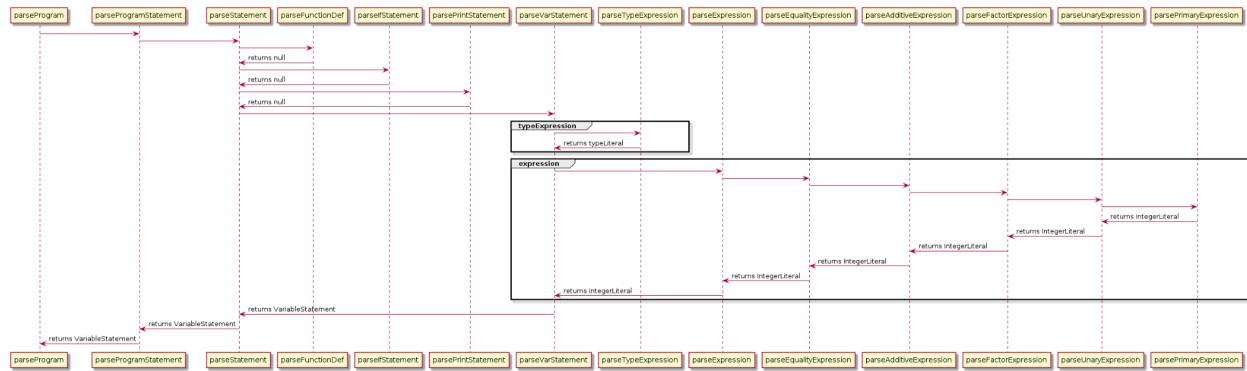 parseProgram parseProgramStatement parseStatement parseFunctionDef parseIfStatement parsePrintStatement parseVarStatement parseTypeExpression parseExpression parseEqualityExpression parseAdditiveExpression parseFactorExpression parseUnaryExpression parsePrimaryExpression
returns null
returns null
returns null
typeExpression
returns typeLiteral
expression
returns IntegerLiteral
returns IntegerLiteral
returns IntegerLiteral
returns IntegerLiteral
returns IntegerLiteral
returns IntegerLiteral
returns VariableStatement
returns VariableStatement
returns VariableStatement
parseProgram parseProgramStatement parseStatement parseFunctionDef parseIfStatement parsePrintStatement parseVarStatement parseTypeExpression parseExpression parseEqualityExpression parseAdditiveExpression parseFactorExpression parseUnaryExpression parsePrimaryExpression